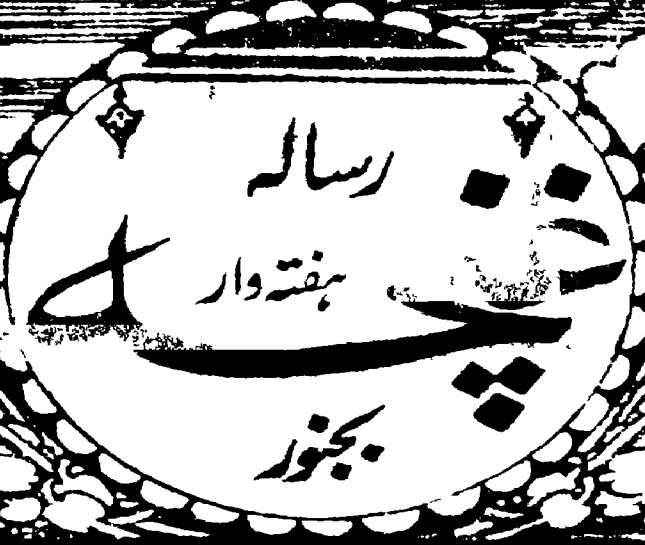 رسالہ
غنچہ
ہفتہ وار
بجنور